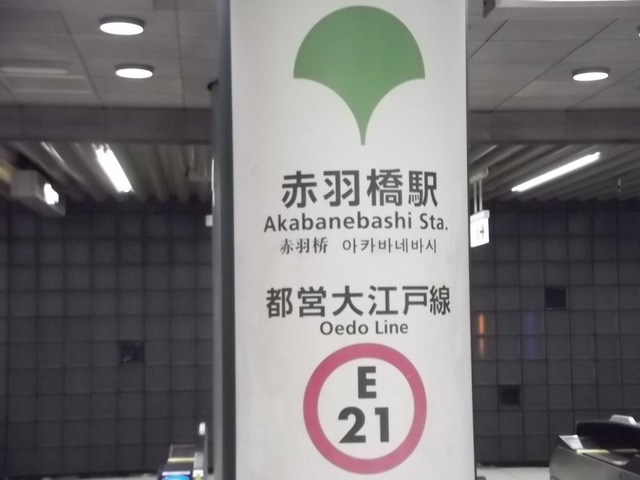 赤羽橋駅
Akabanebashi Sta.
赤羽桥 아카바네바시
都営大江戸線
Oedo Line
E
21